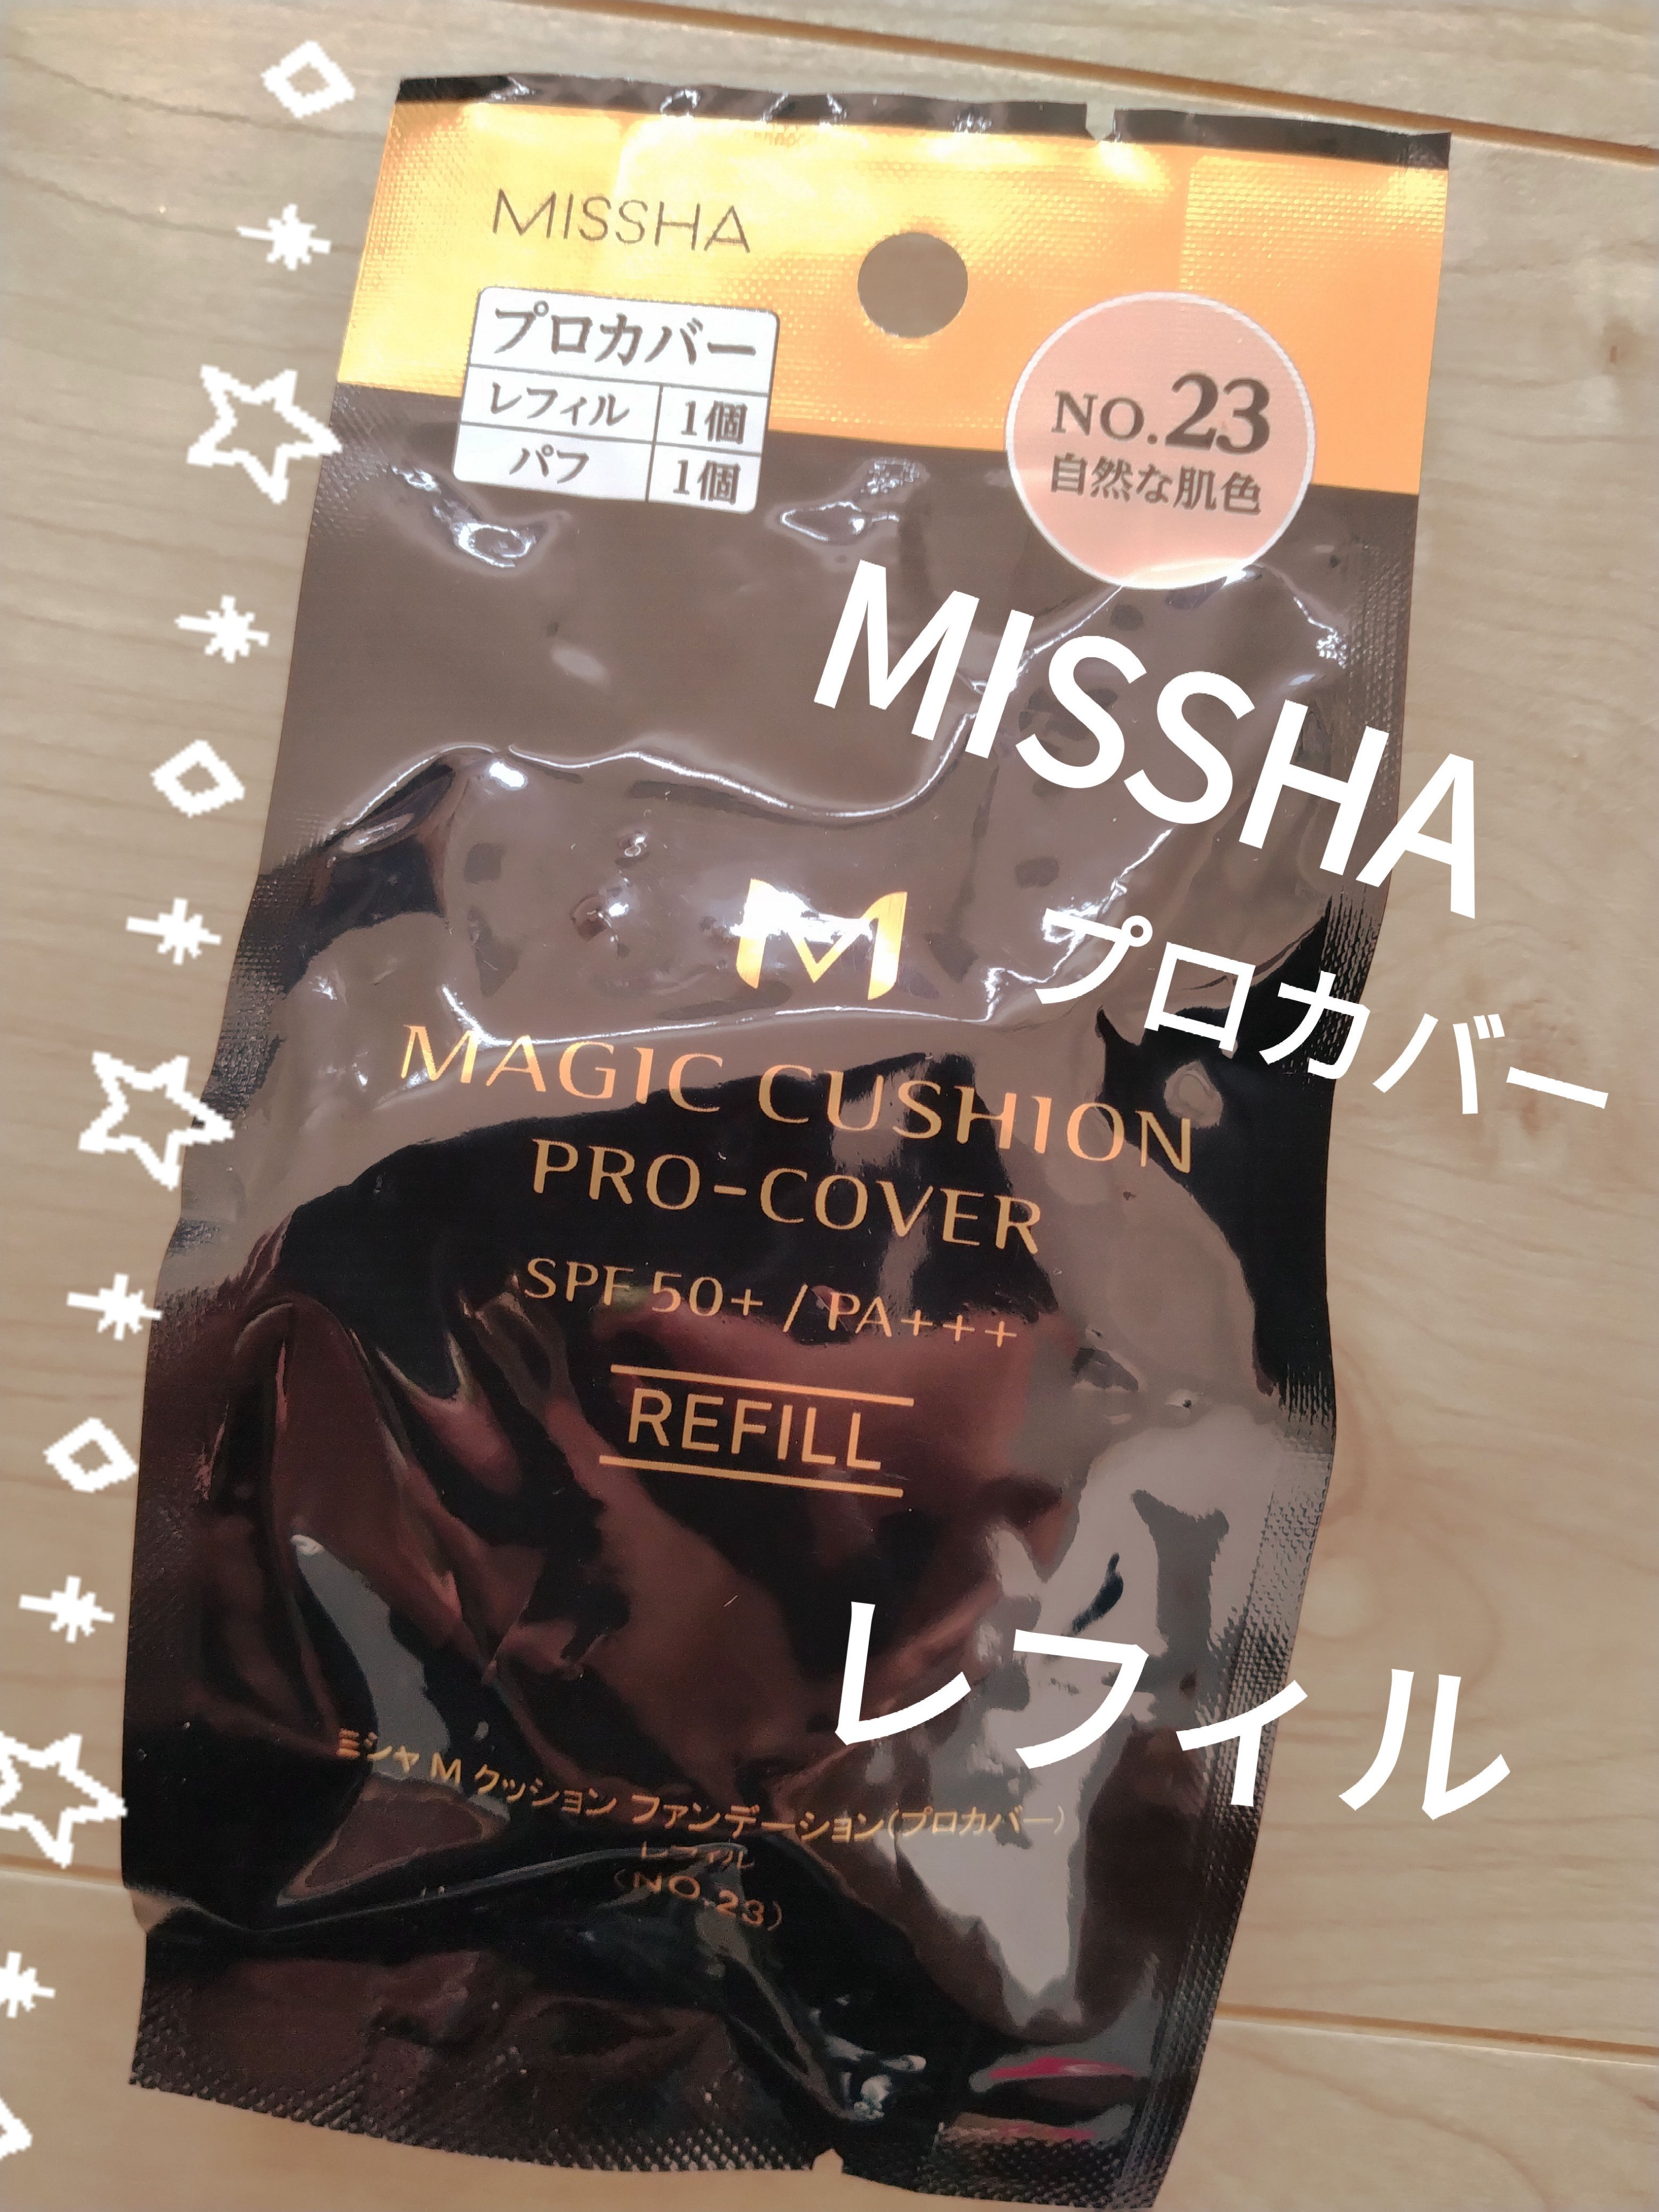 MISSHA
プロカバー
レフィル 1個
パフ 1個
NO.23
自然な肌色
MISSHA
プロカバー
M
MAGIC CUSHION
PRO-COVER
SPF 50+ / PA+++
REFILL
レフィル
ミシャ M クッション ファンデーション(プロカバー)
レフィル
(NO.23)